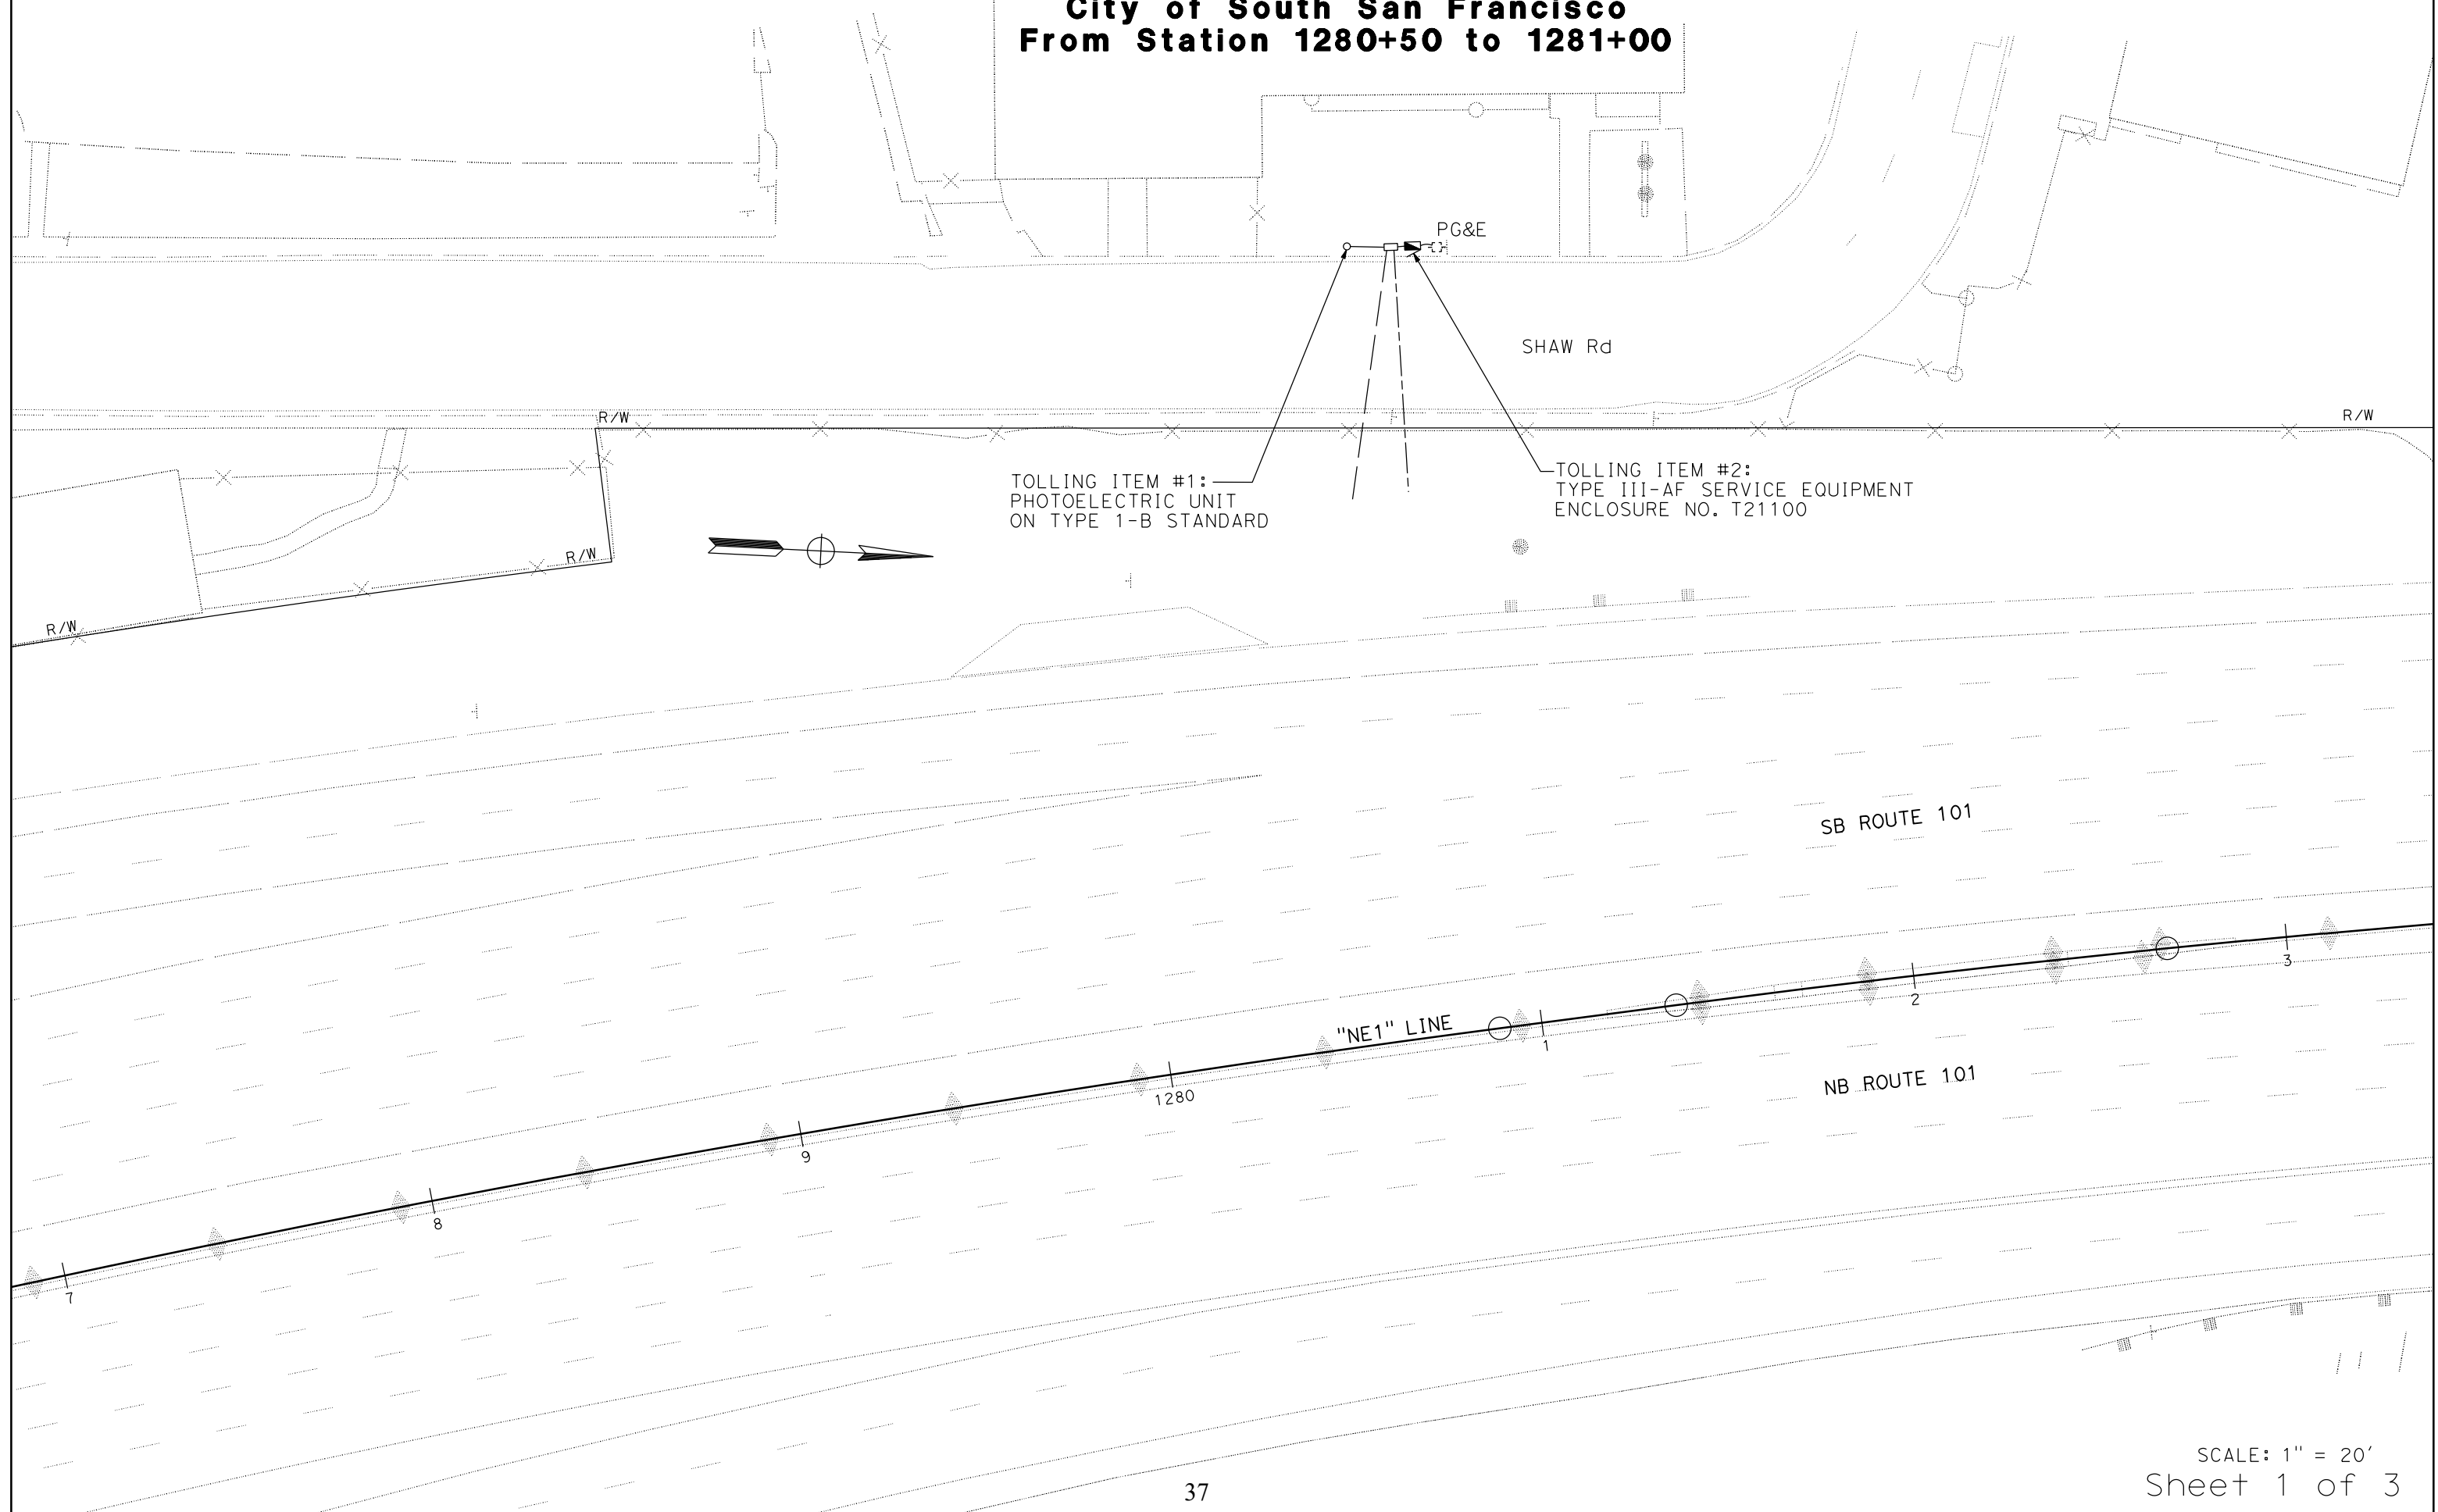 City of South San Francisco
From Station 1280+50 to 1281+00
PG&E
SHAW Rd
R/W
R/W
TOLLING ITEM #1:
PHOTOELECTRIC UNIT
ON TYPE 1-B STANDARD
TOLLING ITEM #2:
TYPE III-AF SERVICE EQUIPMENT
ENCLOSURE NO. T21100
R/W
R/W
SB ROUTE 101
"NE1" LINE
NB ROUTE 101
7
8
9
1280
1
2
3
SCALE: 1" = 20'
Sheet 1 of 3
37